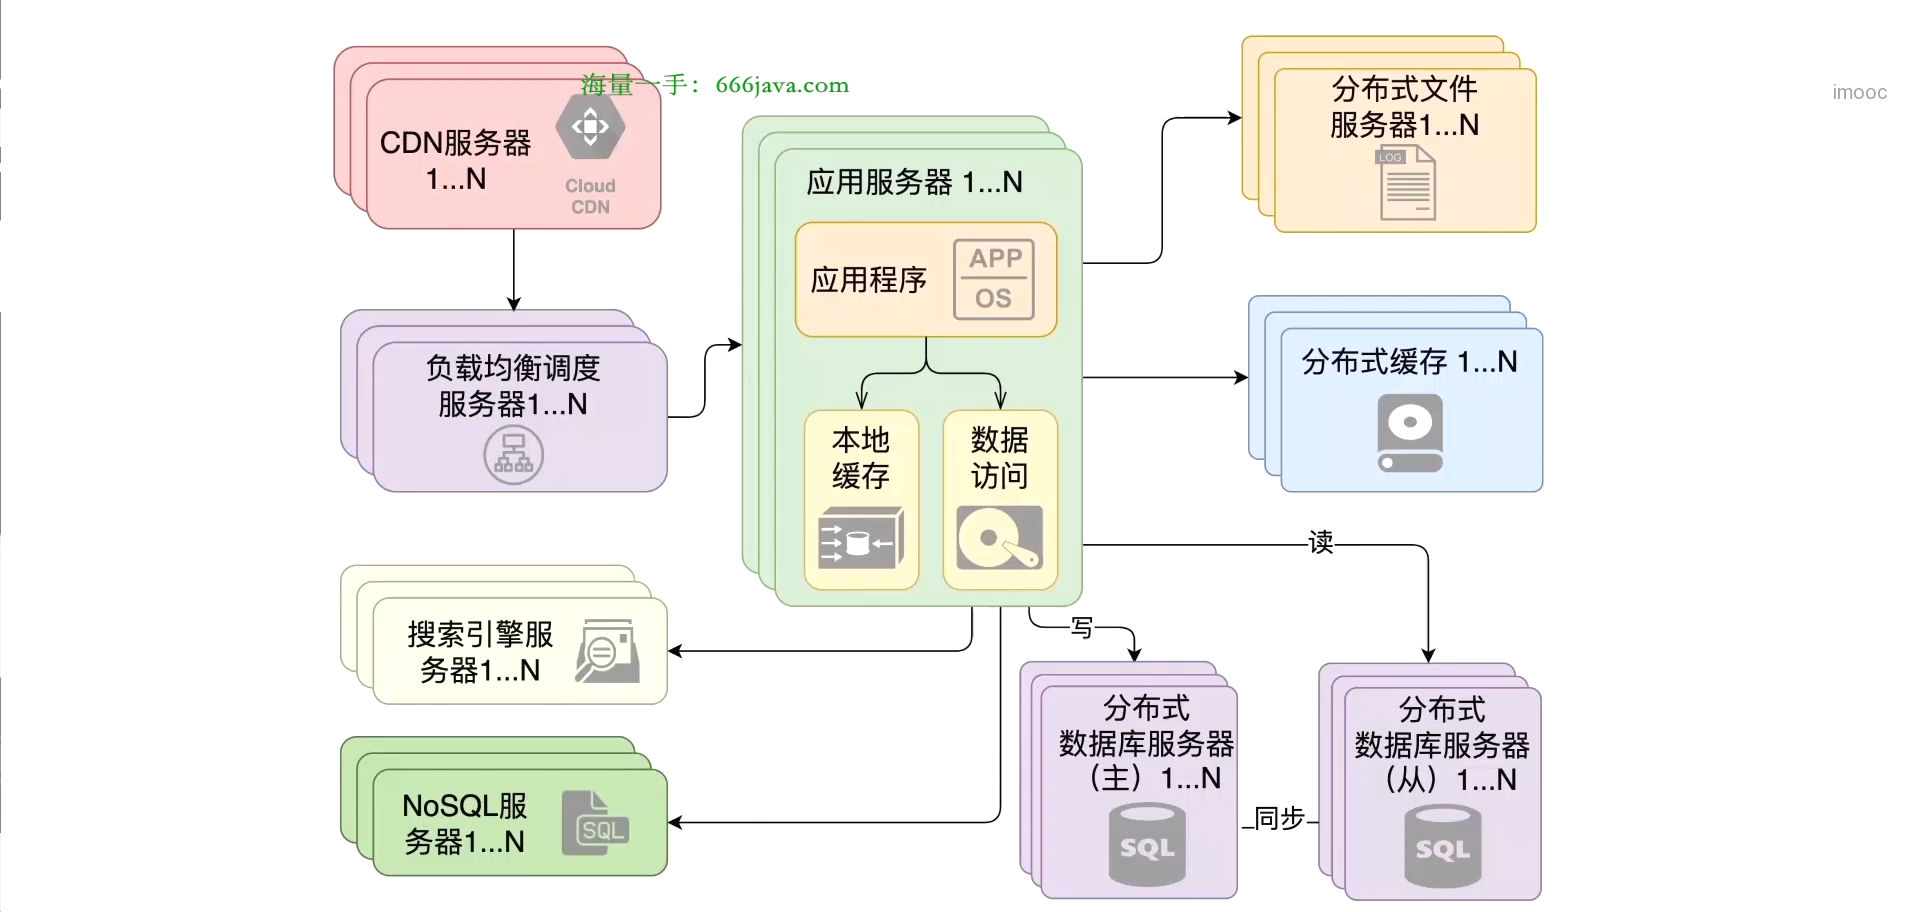 海量一手：666java.com
imooc
CDN服务器
1...N
Cloud
CDN
负载均衡调度
服务器1...N
应用服务器 1...N
应用程序
APP
OS
本地
缓存
数据
访问
分布式文件
服务器1...N
LOG
分布式缓存 1...N
读
写
搜索引擎服
务器1...N
NoSQL服
务器1...N
SQL
分布式
数据库服务器
（主）1...N
SQL
同步
分布式
数据库服务器
（从）1...N
SQL